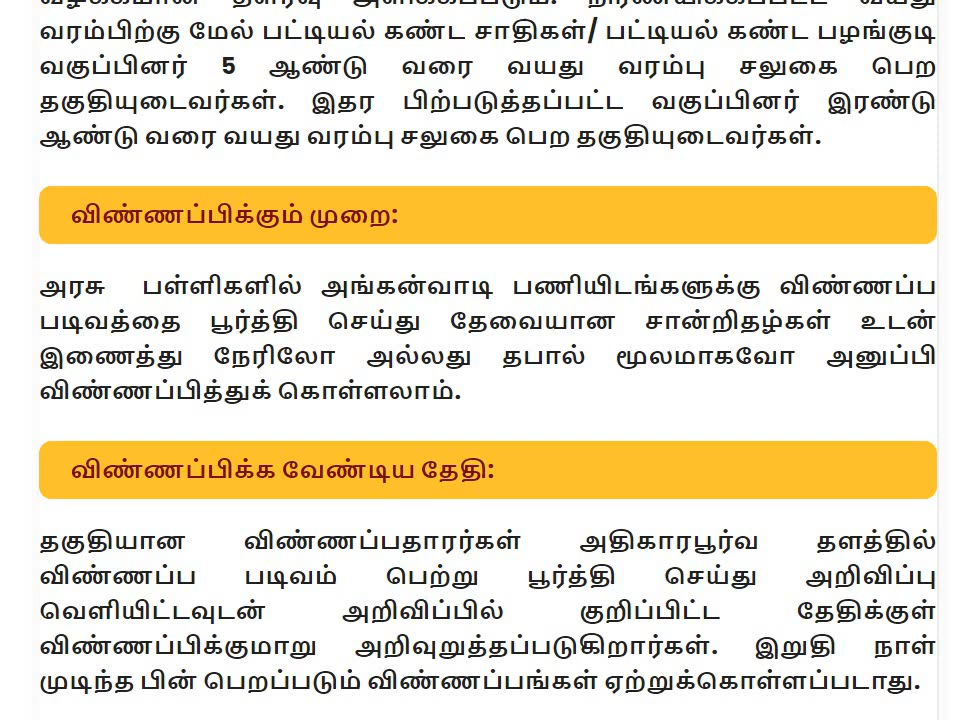 வரம்பிற்கு மேல் பட்டியல் கண்ட சாதிகள்/ பட்டியல் கண்ட பழங்குடி
வகுப்பினர் 5 ஆண்டு வரை வயது வரம்பு சலுகை பெற
தகுதியுடைவர்கள். இதர பிற்படுத்தப்பட்ட வகுப்பினர் இரண்டு
ஆண்டு வரை வயது வரம்பு சலுகை பெற தகுதியுடைவர்கள்.
விண்ணப்பிக்கும் முறை:
அரசு பள்ளிகளில் அங்கன்வாடி பணியிடங்களுக்கு விண்ணப்ப
படிவத்தை பூர்த்தி செய்து தேவையான சான்றிதழ்கள் உடன்
இணைத்து நேரிலோ அல்லது தபால் மூலமாகவோ அனுப்பி
விண்ணப்பித்துக் கொள்ளலாம்.
விண்ணப்பிக்க வேண்டிய தேதி:
தகுதியான விண்ணப்பதாரர்கள் அதிகாரபூர்வ தளத்தில்
விண்ணப்ப படிவம் பெற்று பூர்த்தி செய்து அறிவிப்பு
வெளியிட்டவுடன் அறிவிப்பில் குறிப்பிட்ட தேதிக்குள்
விண்ணப்பிக்குமாறு அறிவுறுத்தப்படுகிறார்கள். இறுதி நாள்
முடிந்த பின் பெறப்படும் விண்ணப்பங்கள் ஏற்றுக்கொள்ளப்படாது.